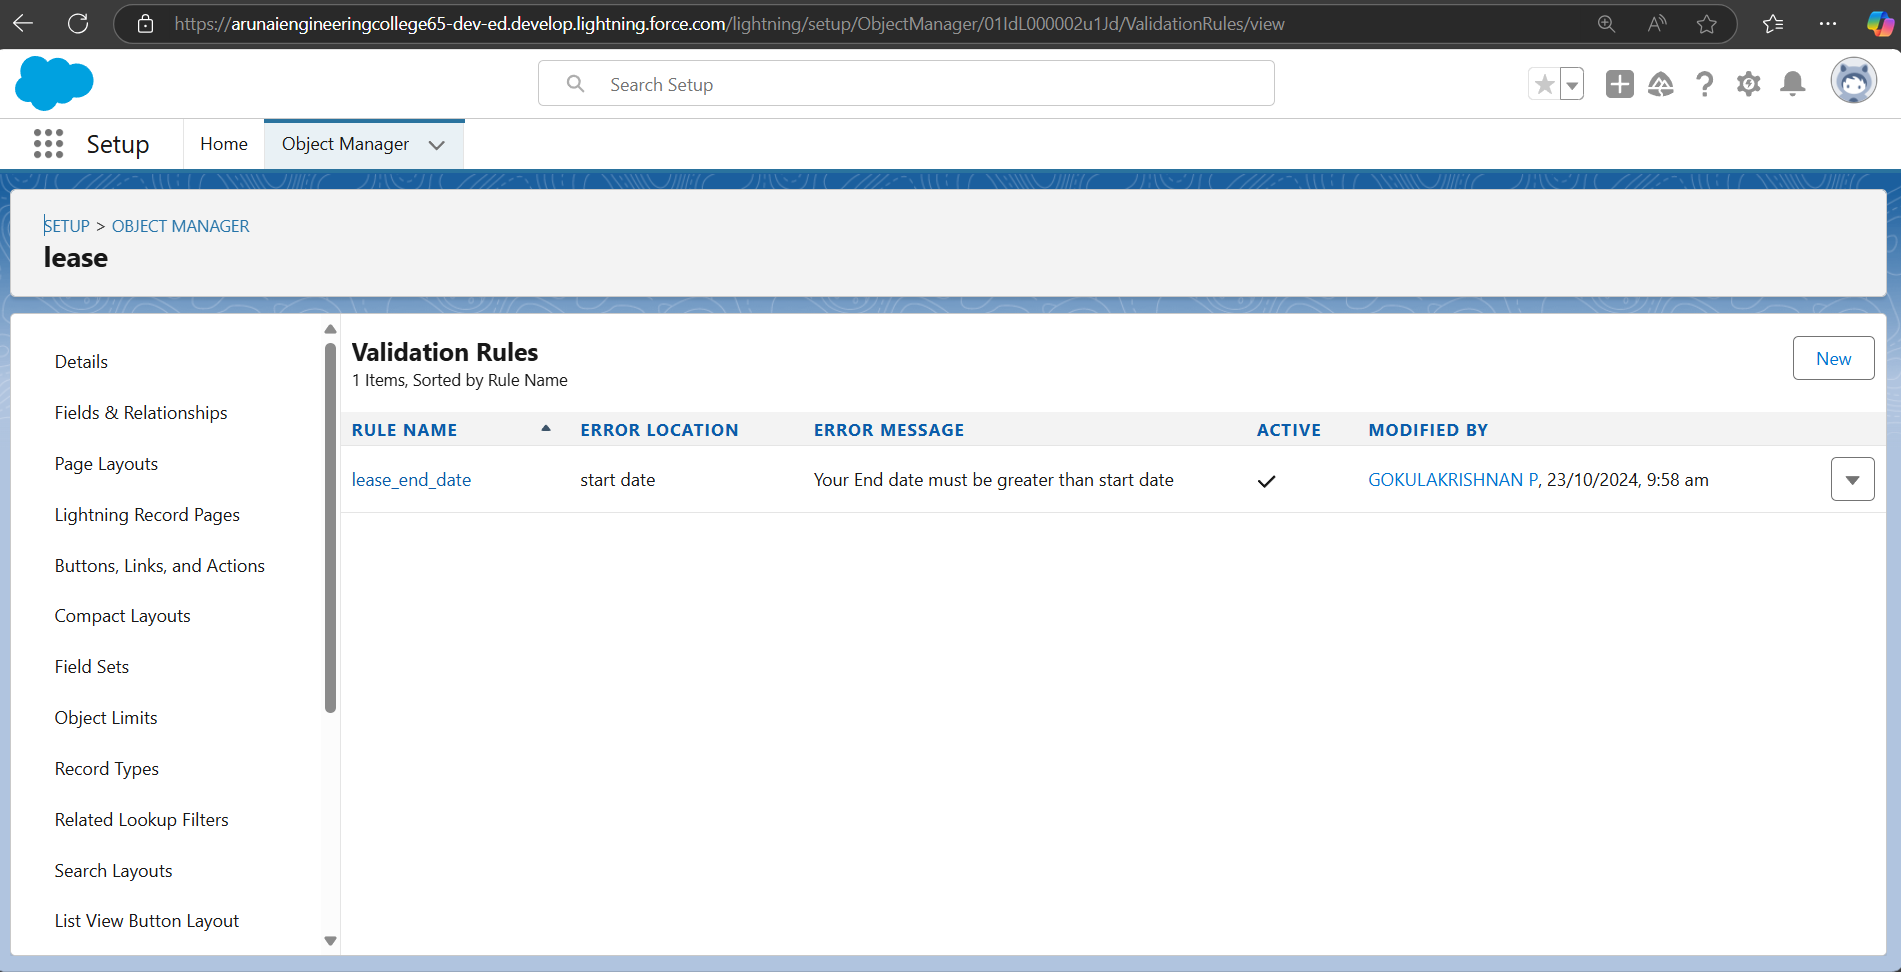 https://arunaiengineeringcollege65-dev-ed.develop.lightning.force.com/lightning/setup/ObjectManager/01IdL000002u1Jd/ValidationRules/view
Search Setup
Setup
Home
Object Manager
SETUP > OBJECT MANAGER
lease
Details
Fields & Relationships
Page Layouts
Lightning Record Pages
Buttons, Links, and Actions
Compact Layouts
Field Sets
Object Limits
Record Types
Related Lookup Filters
Search Layouts
List View Button Layout
Validation Rules
1 Items, Sorted by Rule Name
New
RULE NAME ERROR LOCATION ERROR MESSAGE ACTIVE MODIFIED BY
lease_end_date start date Your End date must be greater than start date GOKULAKRISHNAN P, 23/10/2024, 9:58 am